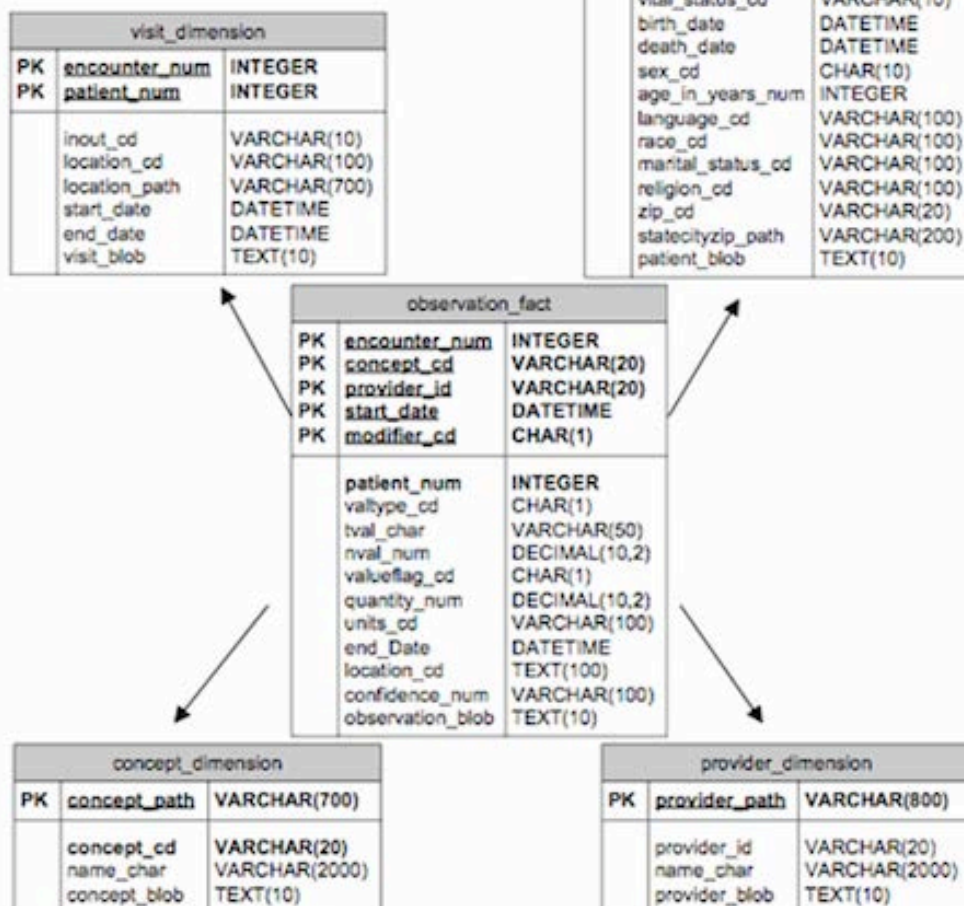 vital_status_cd VARCHAR(10)
birth_date DATETIME
death_date DATETIME
sex_cd CHAR(10)
age_in_years_num INTEGER
language_cd VARCHAR(100)
race_cd VARCHAR(100)
marital_status_cd VARCHAR(100)
religion_cd VARCHAR(100)
zip_cd VARCHAR(20)
statecityzip_path VARCHAR(200)
patient_blob TEXT(10)
visit_dimension
PK encounter_num INTEGER
PK patient_num INTEGER
inout_cd VARCHAR(10)
location_cd VARCHAR(100)
location_path VARCHAR(700)
start_date DATETIME
end_date DATETIME
visit_blob TEXT(10)
observation_fact
PK encounter_num INTEGER
PK concept_cd VARCHAR(20)
PK provider_id VARCHAR(20)
PK start_date DATETIME
PK modifier_cd CHAR(1)
patient_num INTEGER
valtype_cd CHAR(1)
tval_char VARCHAR(50)
nval_num DECIMAL(10,2)
valueflag_cd CHAR(1)
quantity_num DECIMAL(10,2)
units_cd VARCHAR(100)
end_Date DATETIME
location_cd TEXT(100)
confidence_num VARCHAR(100)
observation_blob TEXT(10)
concept_dimension
PK concept_path VARCHAR(700)
concept_cd VARCHAR(20)
name_char VARCHAR(2000)
concept_blob TEXT(10)
provider_dimension
PK provider_path VARCHAR(800)
provider_id VARCHAR(20)
name_char VARCHAR(2000)
provider_blob TEXT(10)